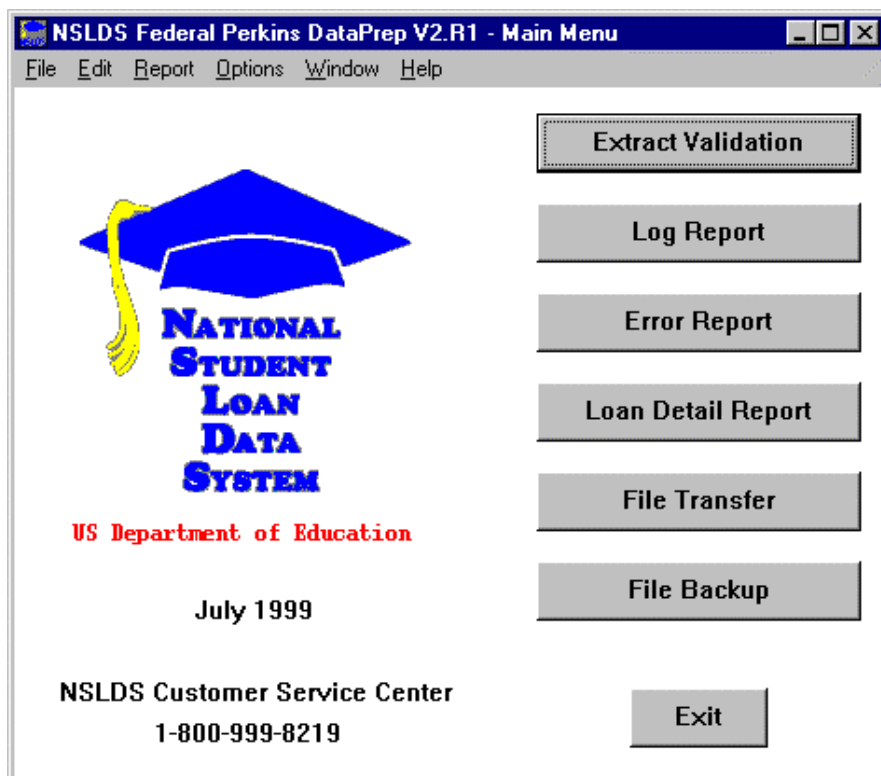 NSLDS Federal Perkins DataPrep V2.R1 - Main Menu
File Edit Report Options Window Help
Extract Validation
Log Report
Error Report
Loan Detail Report
File Transfer
File Backup
Exit
NATIONAL
STUDENT
LOAN
DATA
SYSTEM
US Department of Education
July 1999
NSLDS Customer Service Center
1-800-999-8219